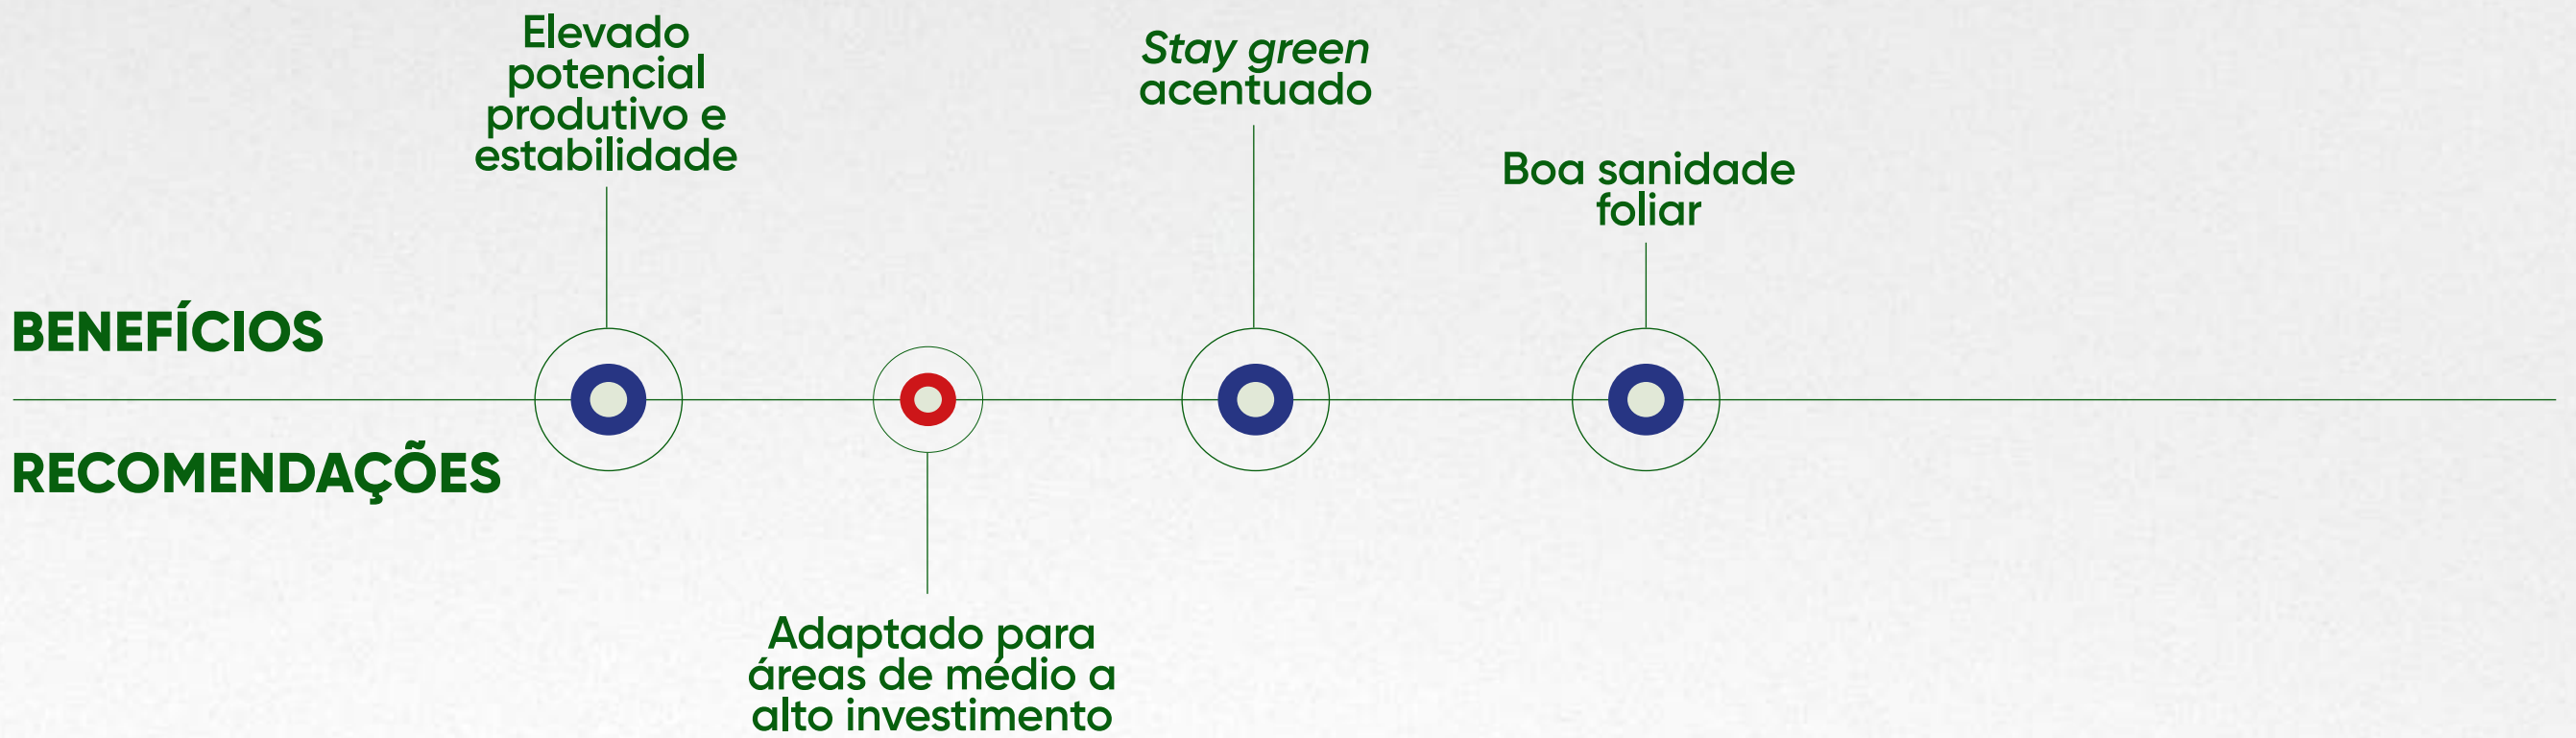 Elevado
potencial
produtivo e
estabilidade
Stay green
acentuado
Boa sanidade
foliar
BENEFÍCIOS
RECOMENDAÇÕES
Adaptado para
áreas de médio a
alto investimento